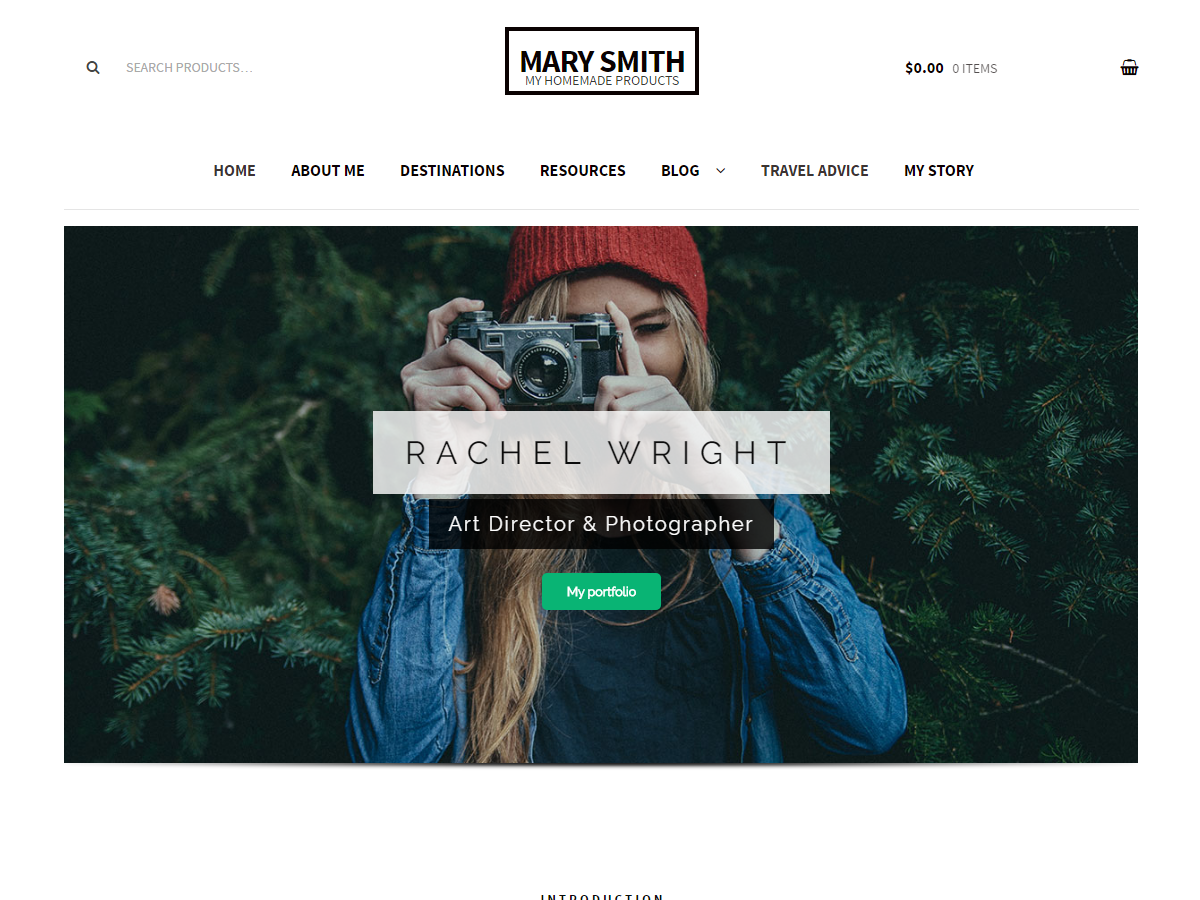 SEARCH PRODUCTS...
MARY SMITH
MY HOMEMADE PRODUCTS
$0.00 0 ITEMS
HOME ABOUT ME DESTINATIONS RESOURCES BLOG TRAVEL ADVICE MY STORY
Contax
RACHEL WRIGHT
Art Director & Photographer
My portfolio
INTRODUCTION